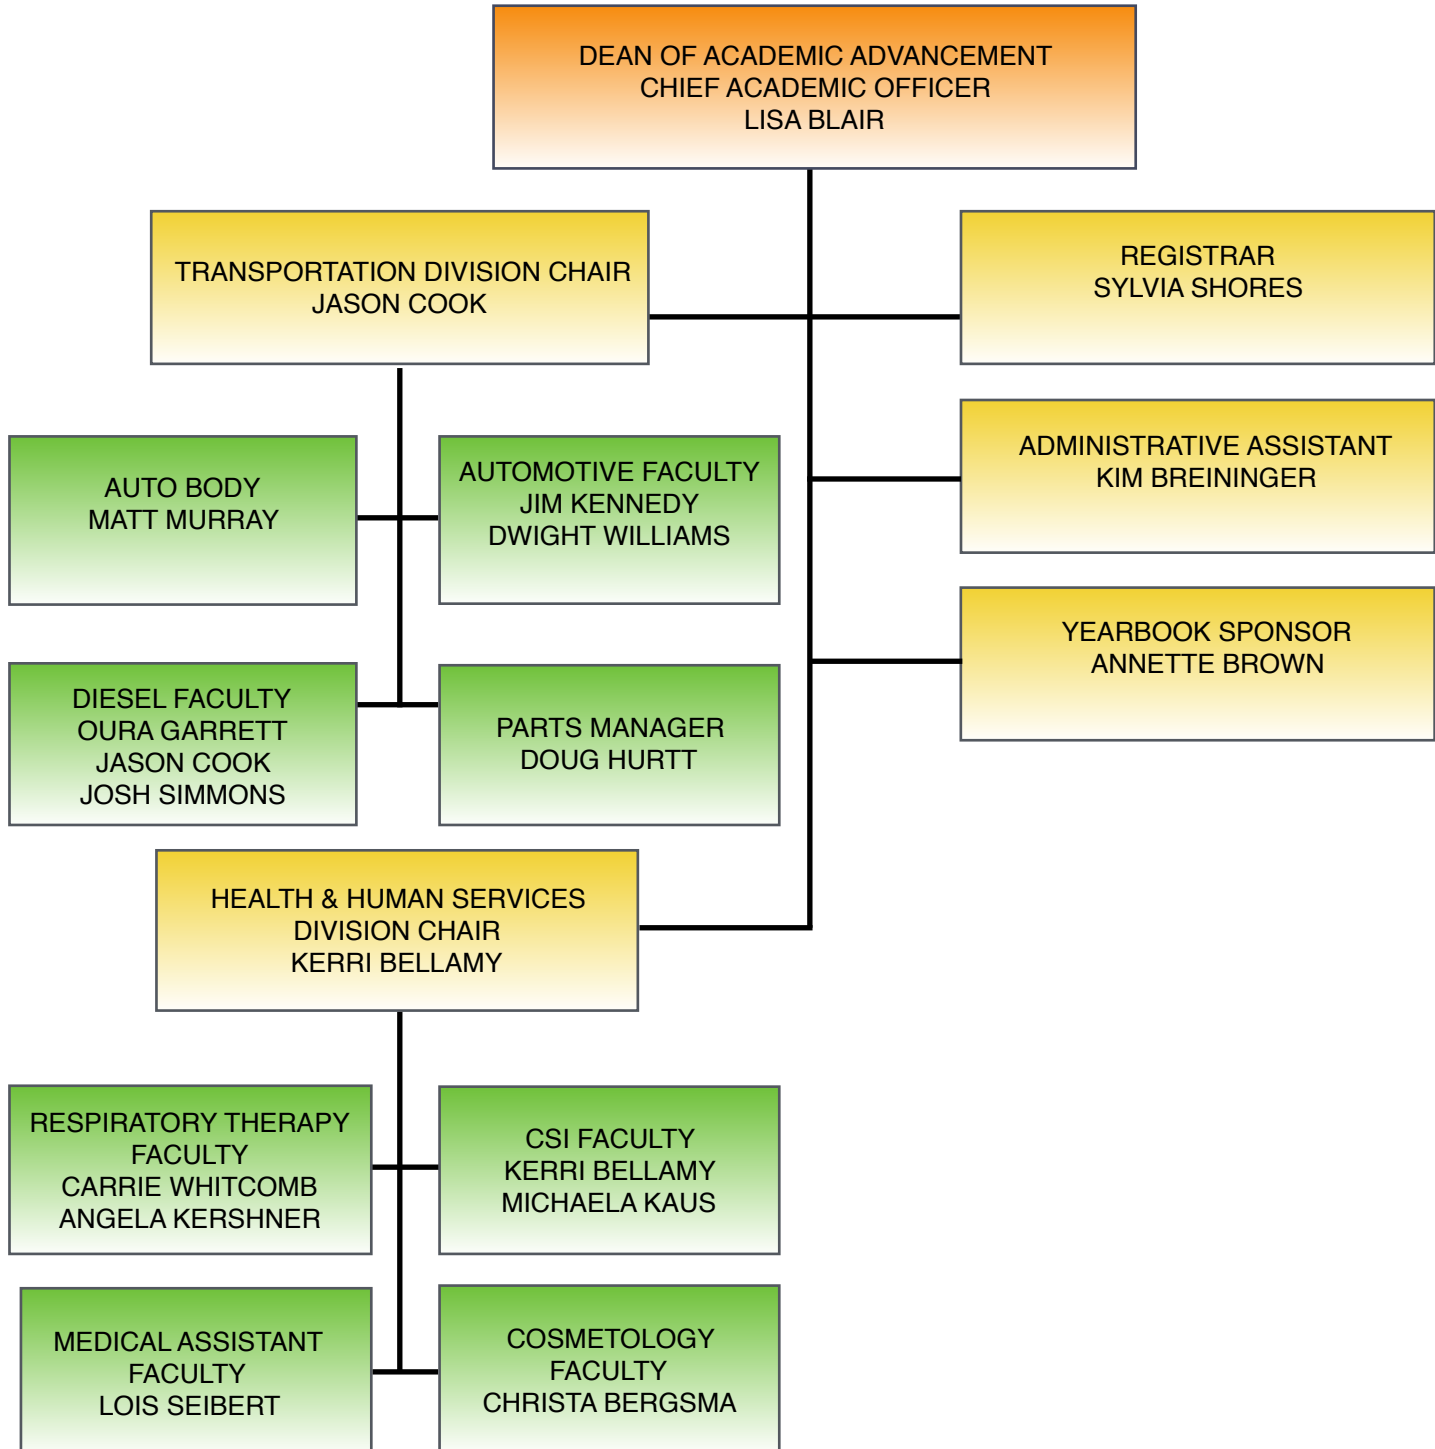 DEAN OF ACADEMIC ADVANCEMENT
CHIEF ACADEMIC OFFICER
LISA BLAIR
TRANSPORTATION DIVISION CHAIR
JASON COOK
REGISTRAR
SYLVIA SHORES
ADMINISTRATIVE ASSISTANT
KIM BREININGER
AUTO BODY
MATT MURRAY
AUTOMOTIVE FACULTY
JIM KENNEDY
DWIGHT WILLIAMS
YEARBOOK SPONSOR
ANNETTE BROWN
DIESEL FACULTY
OURA GARRETT
JASON COOK
JOSH SIMMONS
PARTS MANAGER
DOUG HURTT
HEALTH & HUMAN SERVICES
DIVISION CHAIR
KERRI BELLAMY
RESPIRATORY THERAPY
FACULTY
CARRIE WHITCOMB
ANGELA KERSHNER
CSI FACULTY
KERRI BELLAMY
MICHAELA KAUS
MEDICAL ASSISTANT
FACULTY
LOIS SEIBERT
COSMETOLOGY
FACULTY
CHRISTA BERGSMA